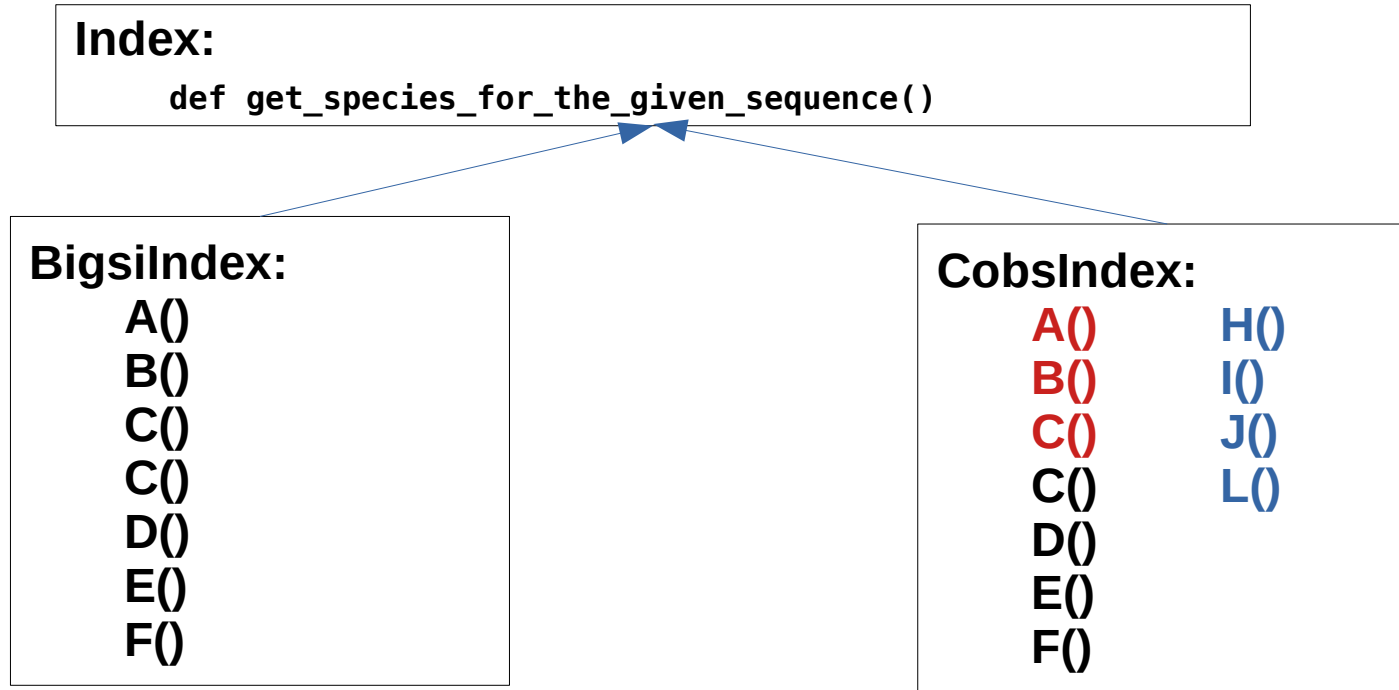 Index:
def get_species_for_the_given_sequence()
BigsiIndex:
A()
B()
C()
C()
D()
E()
F()
CobsIndex:
A()
B()
C()
C()
D()
E()
F()
H()
I()
J()
L()